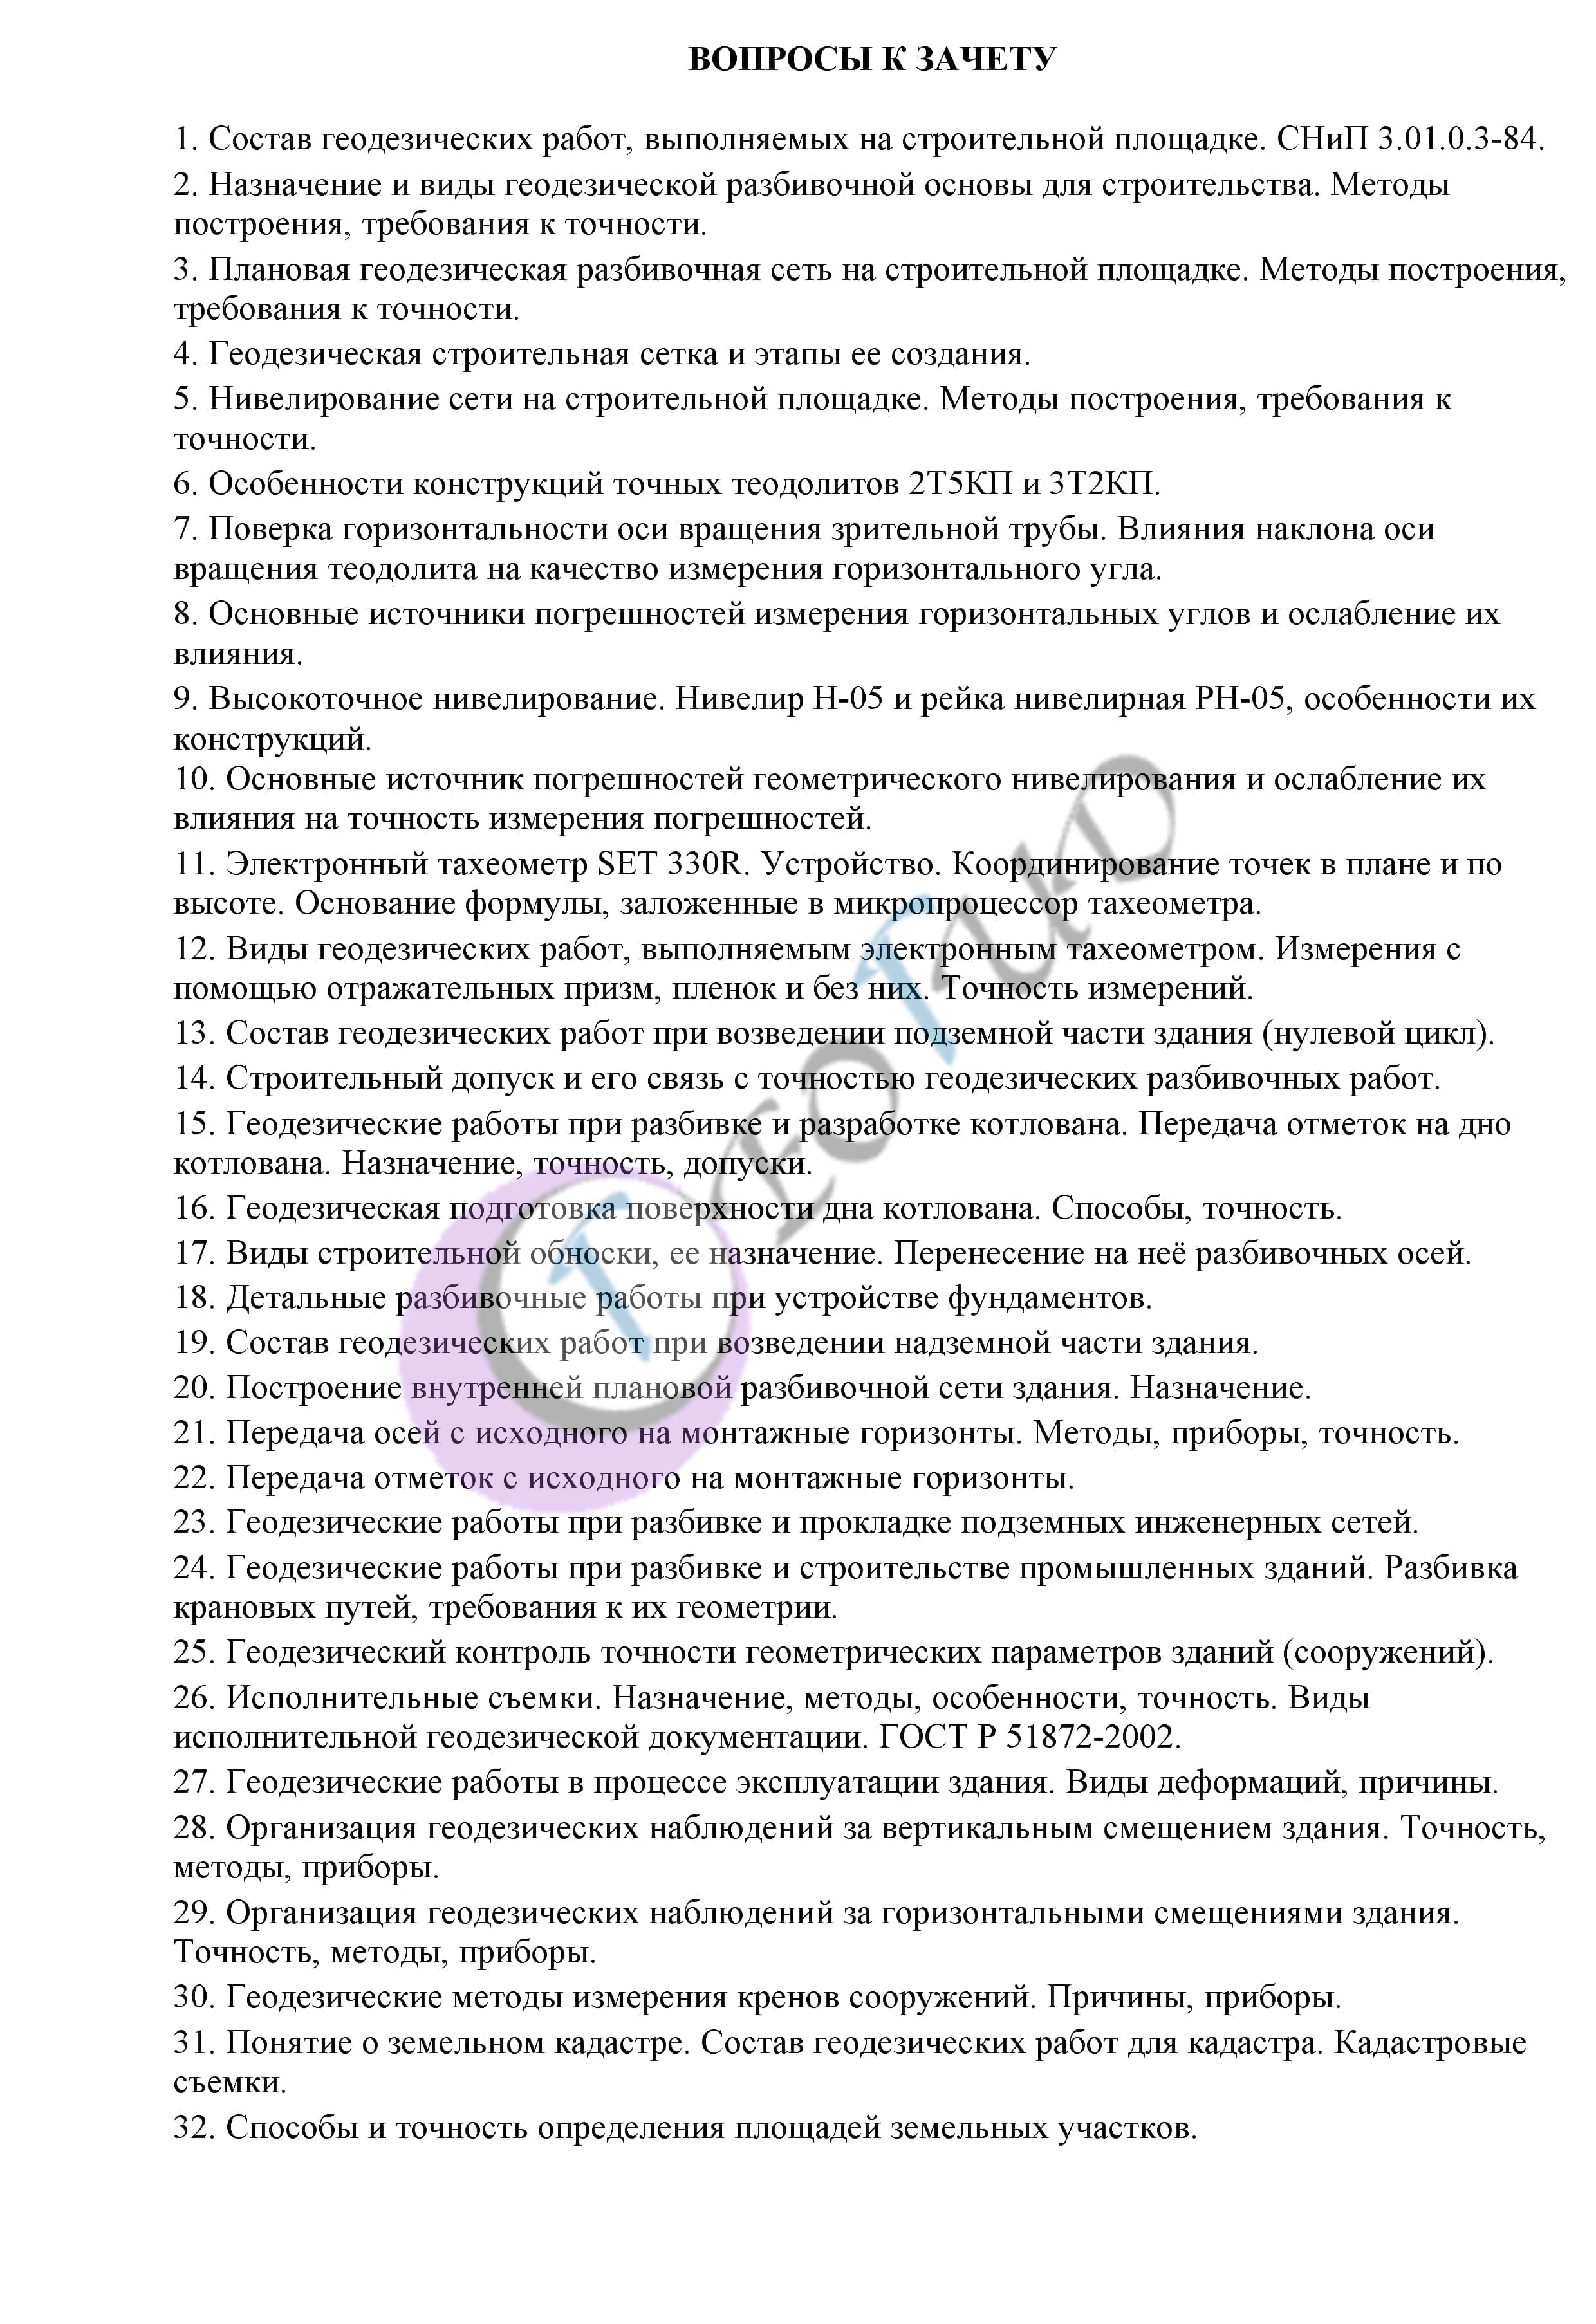 ВОПРОСЫ К ЗАЧЕТУ
1. Состав геодезических работ, выполняемых на строительной площадке. СНиП 3.01.0.3-84.
2. Назначение и виды геодезической разбивочной основы для строительства. Методы
построения, требования к точности.
3. Плановая геодезическая разбивочная сеть на строительной площадке. Методы построения,
требования к точности.
4. Геодезическая строительная сетка и этапы ее создания.
5. Нивелирование сети на строительной площадке. Методы построения, требования к
точности.
6. Особенности конструкций точных теодолитов 2Т5КП и 3Т2КП.
7. Поверка горизонтальности оси вращения зрительной трубы. Влияния наклона оси
вращения теодолита на качество измерения горизонтального угла.
8. Основные источники погрешностей измерения горизонтальных углов и ослабление их
влияния.
9. Высокоточное нивелирование. Нивелир Н-05 и рейка нивелирная РН-05, особенности их
конструкций.
10. Основные источник погрешностей геометрического нивелирования и ослабление их
влияния на точность измерения погрешностей.
11. Электронный тахеометр SET 330R. Устройство. Координирование точек в плане и по
высоте. Основание формулы, заложенные в микропроцессор тахеометра.
12. Виды геодезических работ, выполняемым электронным тахеометром. Измерения с
помощью отражательных призм, пленок и без них. Точность измерений.
13. Состав геодезических работ при возведении подземной части здания (нулевой цикл).
14. Строительный допуск и его связь с точностью геодезических разбивочных работ.
15. Геодезические работы при разбивке и разработке котлована. Передача отметок на дно
котлована. Назначение, точность, допуски.
16. Геодезическая подготовка поверхности дна котлована. Способы, точность.
17. Виды строительной обноски, ее назначение. Перенесение на неё разбивочных осей.
18. Детальные разбивочные работы при устройстве фундаментов.
19. Состав геодезических работ при возведении надземной части здания.
20. Построение внутренней плановой разбивочной сети здания. Назначение.
21. Передача осей с исходного на монтажные горизонты. Методы, приборы, точность.
22. Передача отметок с исходного на монтажные горизонты.
23. Геодезические работы при разбивке и прокладке подземных инженерных сетей.
24. Геодезические работы при разбивке и строительстве промышленных зданий. Разбивка
крановых путей, требования к их геометрии.
25. Геодезический контроль точности геометрических параметров зданий (сооружений).
26. Исполнительные съемки. Назначение, методы, особенности, точность. Виды
исполнительной геодезической документации. ГОСТ Р 51872-2002.
27. Геодезические работы в процессе эксплуатации здания. Виды деформаций, причины.
28. Организация геодезических наблюдений за вертикальным смещением здания. Точность,
методы, приборы.
29. Организация геодезических наблюдений за горизонтальными смещениями здания.
Точность, методы, приборы.
30. Геодезические методы измерения кренов сооружений. Причины, приборы.
31. Понятие о земельном кадастре. Состав геодезических работ для кадастра. Кадастровые
съемки.
32. Способы и точность определения площадей земельных участков.